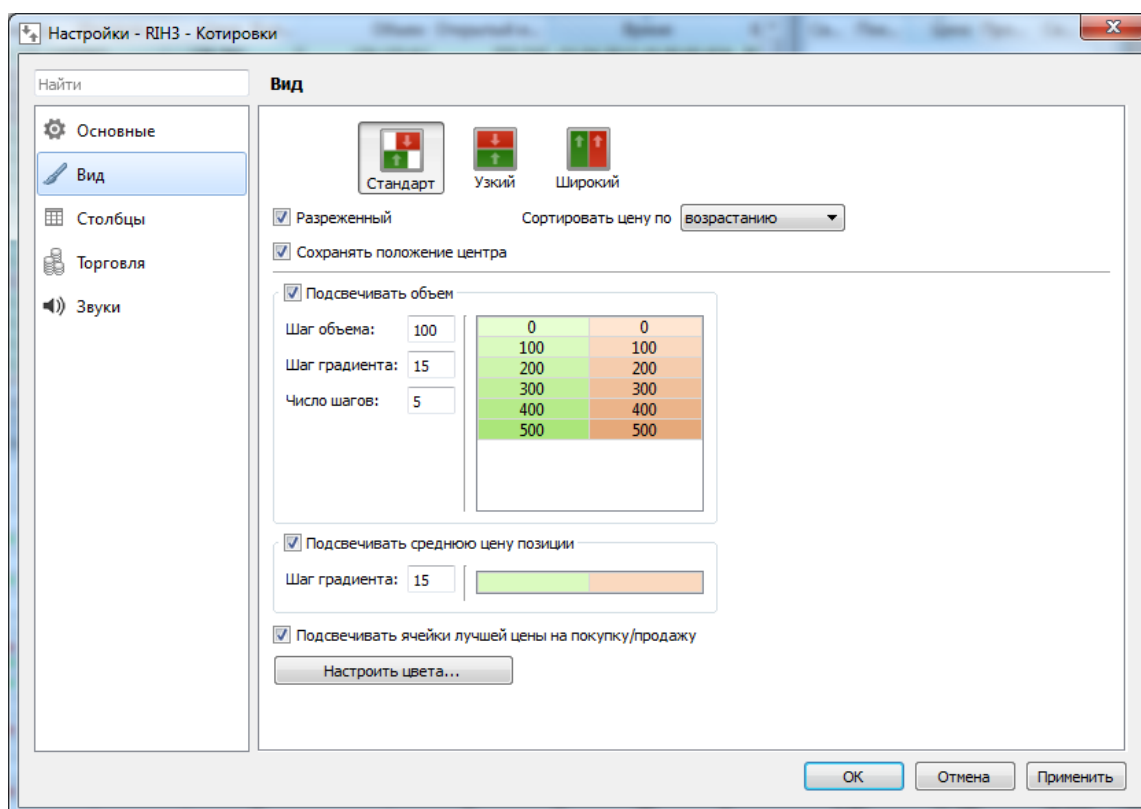 Настройки - RIH3 - Котировки
Найти
Вид
Основные
Вид
Столбцы
Торговля
Звуки
Стандарт Узкий Широкий
Разреженный Сортировать цену по возрастанию
Сохранять положение центра
Подсвечивать объем
Шаг объема: 100
Шаг градиента: 15
Число шагов: 5
0 0
100 100
200 200
300 300
400 400
500 500
Подсвечивать среднюю цену позиции
Шаг градиента: 15
Подсвечивать ячейки лучшей цены на покупку/продажу
Настроить цвета...
OK Отмена Применить